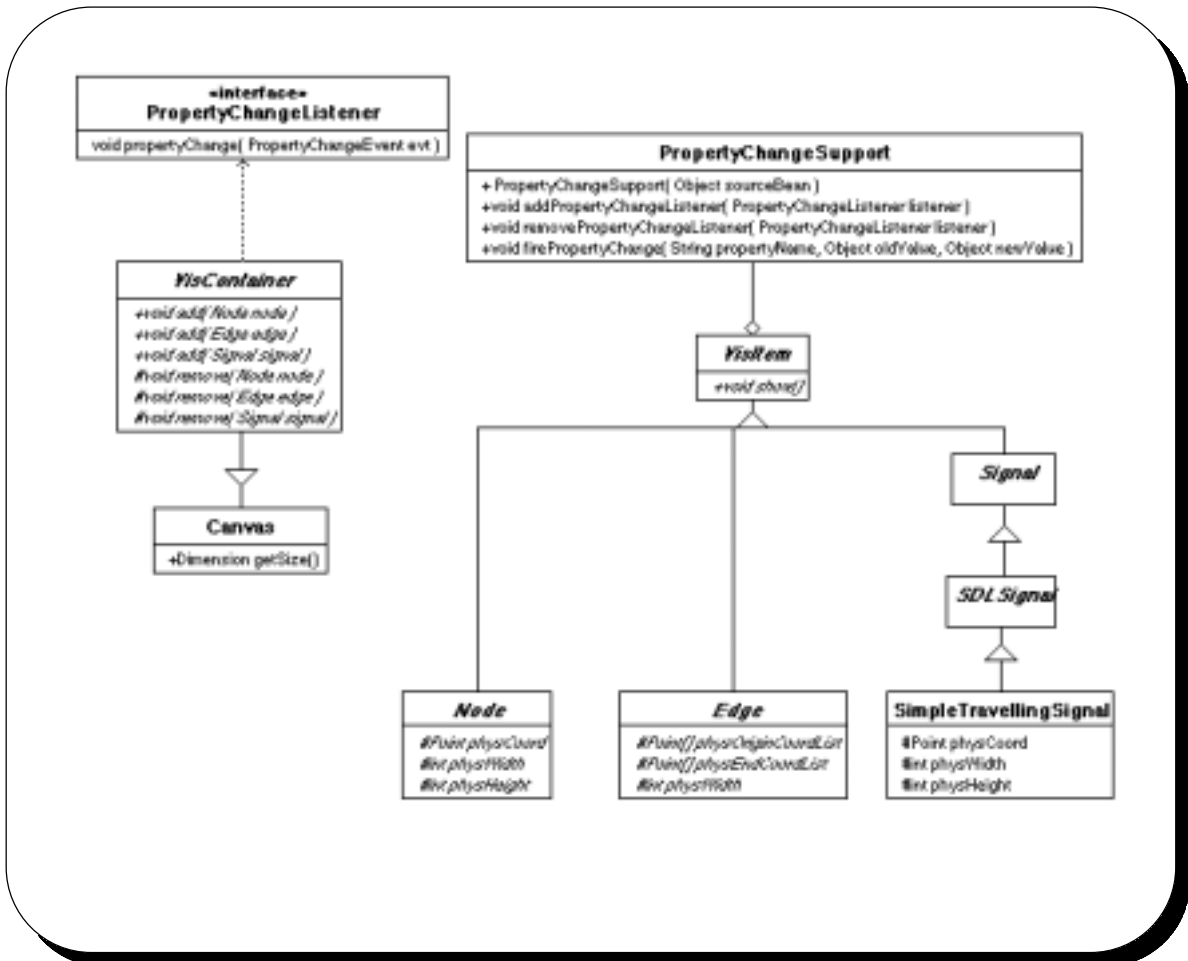 «interface»
PropertyChangeListener
void propertyChange( PropertyChangeEvent evt )
PropertyChangeSupport
+ PropertyChangeSupport( Object sourceBean )
+void addPropertyChangeListener( PropertyChangeListener listener )
+void removePropertyChangeListener( PropertyChangeListener listener )
+void firePropertyChange( String propertyName, Object oldValue, Object newValue )
VisContainer
+void add( Node node )
+void add( Edge edge )
+void add( Signal signal )
#void remove( Node node )
#void remove( Edge edge )
#void remove( Signal signal )
VisItem
+void show()
Signal
Canvas
+Dimension getSize()
SDLSignal
Node
#Point physCoord
#int physWidth
#int physHeight
Edge
#Point[] physOriginCoordList
#Point[] physEndCoordList
#int physWidth
SimpleTravellingSignal
#Point physCoord
#int physWidth
#int physHeight